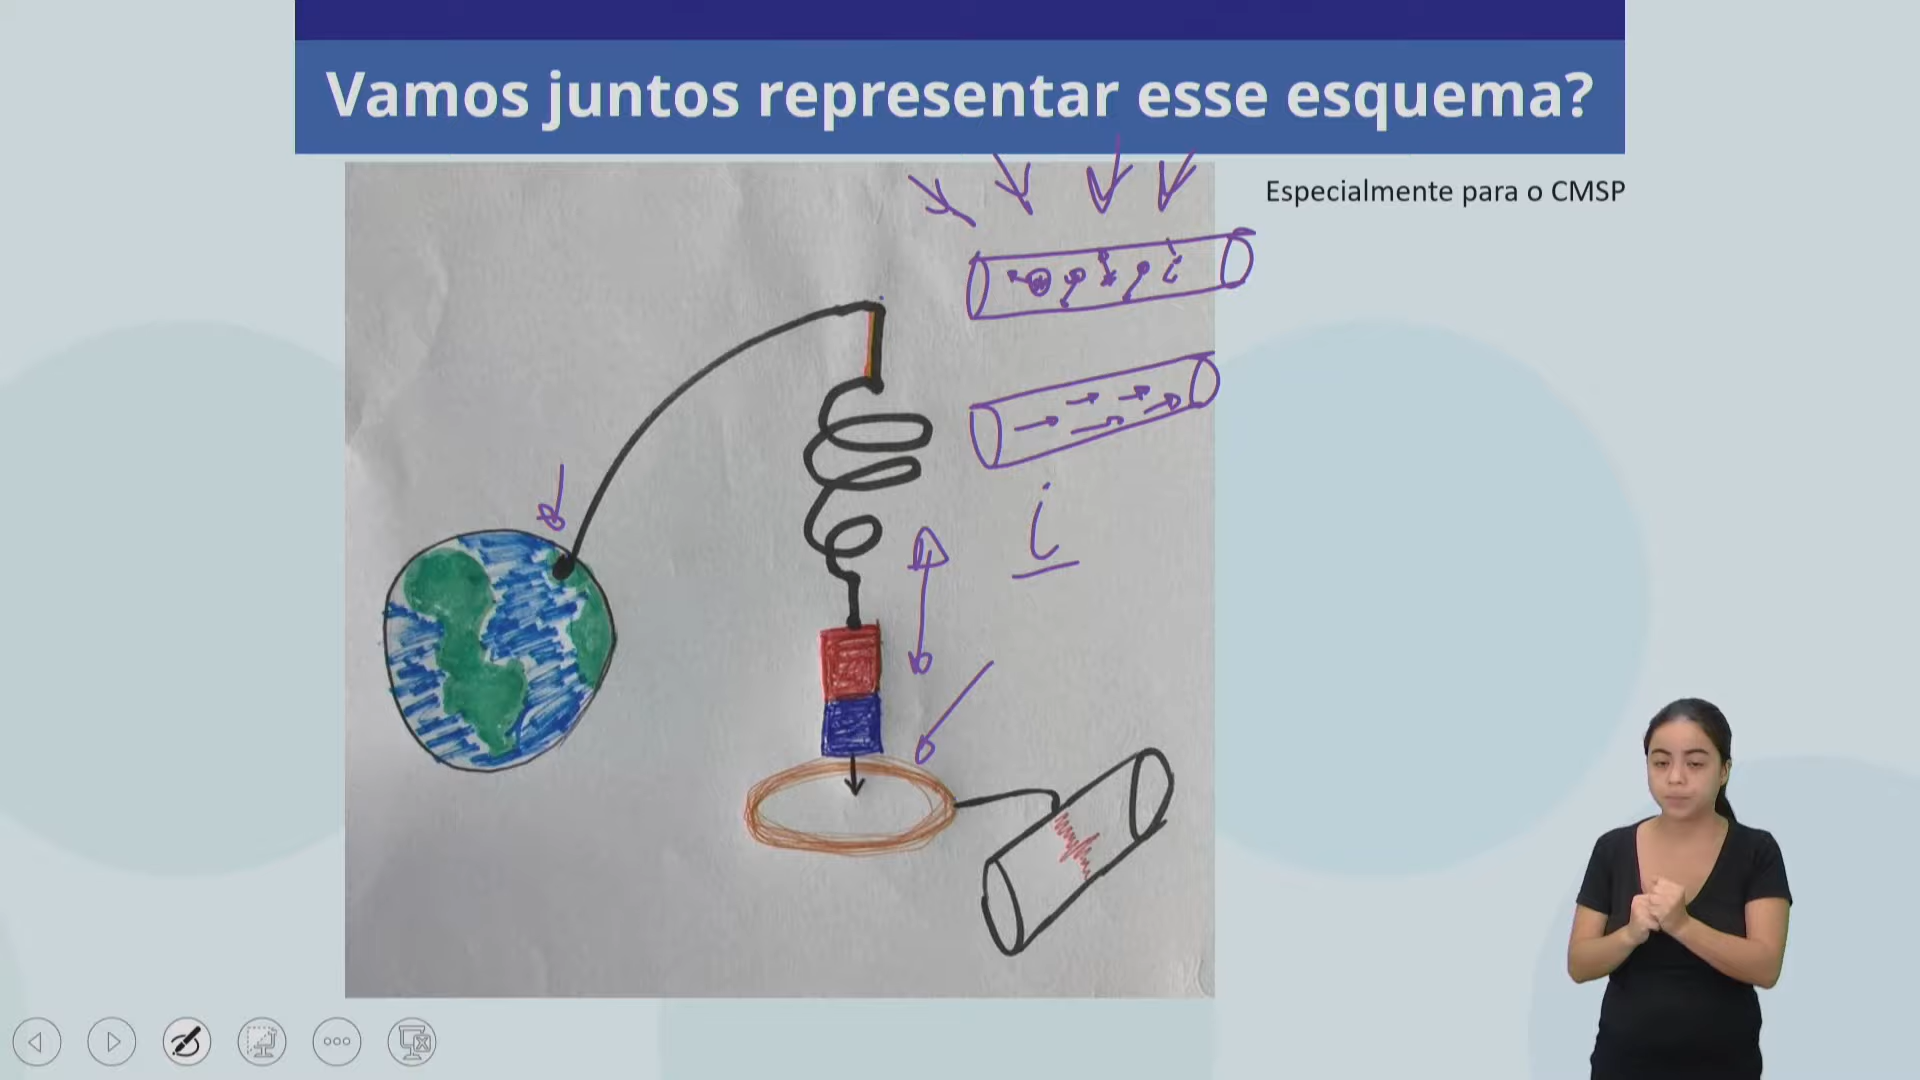 Vamos juntos representar esse esquema?
Especialmente para o CMSP
i